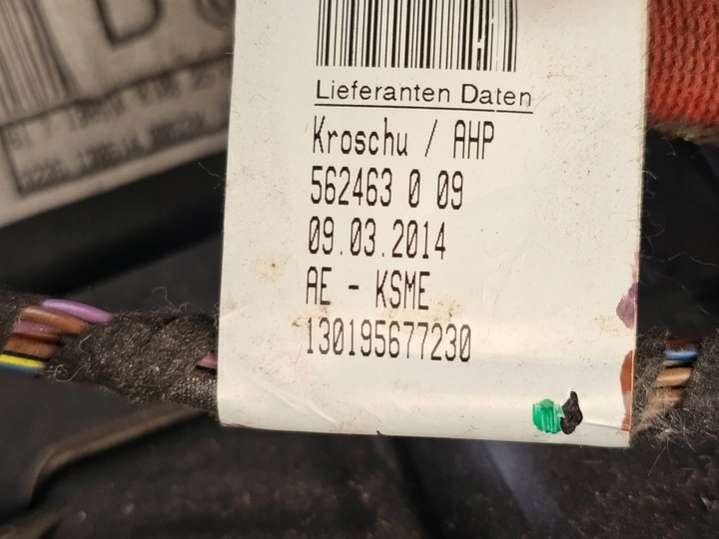 Lieferanten Daten
Kroschu / AHP
562463 0 09
09.03.2014
AE - KSME
130195677230